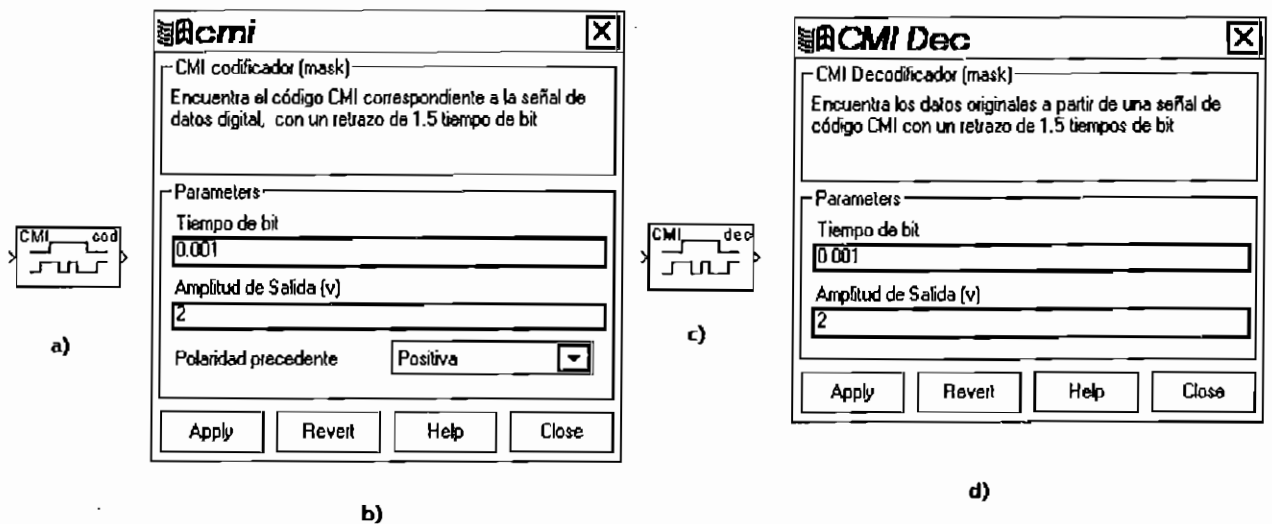 cmi
CMI codificador (mask)
Encuentra el código CMI correspondiente a la señal de
datos digital, con un retrazo de 1.5 tiempo de bit
Parameters
Tiempo de bit
0.001
Amplitud de Salida (v)
2
Polaridad precedente Positiva
Apply Revert Help Close
CMI cod
a)
b)
CMI Dec
CMI Decodificador (mask)
Encuentra los datos originales a partir de una señal de
código CMI con un retrazo de 1.5 tiempos de bit
Parameters
Tiempo de bit
0.001
Amplitud de Salida (v)
2
Apply Revert Help Close
CMI dec
c)
d)